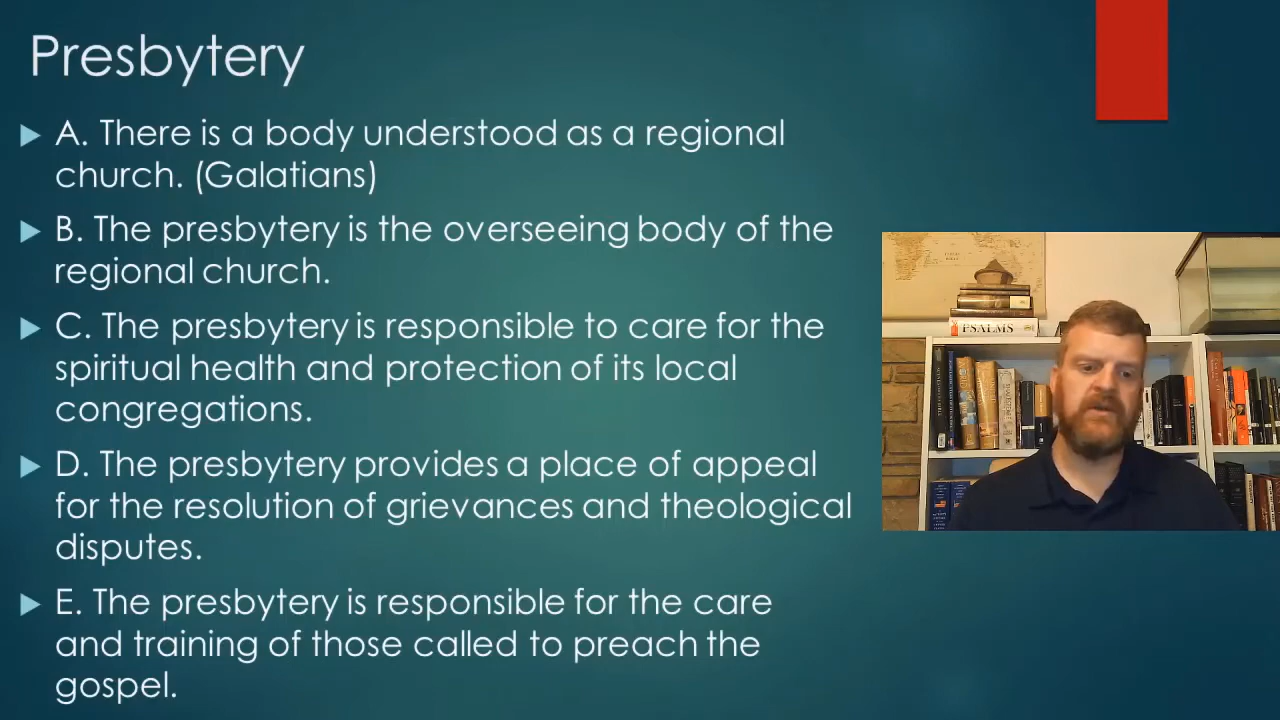 Presbytery
A. There is a body understood as a regional
church. (Galatians)
B. The presbytery is the overseeing body of the
regional church.
C. The presbytery is responsible to care for the
spiritual health and protection of its local
congregations.
D. The presbytery provides a place of appeal
for the resolution of grievances and theological
disputes.
E. The presbytery is responsible for the care
and training of those called to preach the
gospel.
PSALMS